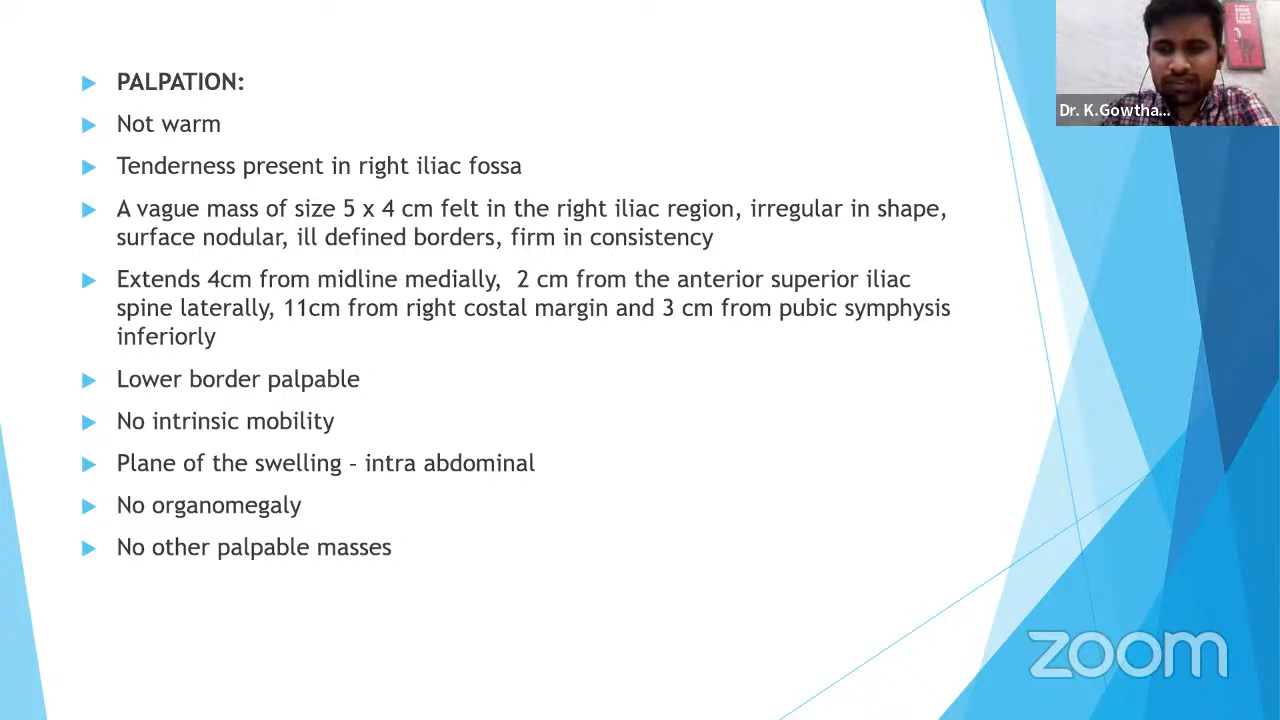 PALPATION:
Not warm
Tenderness present in right iliac fossa
A vague mass of size 5 x 4 cm felt in the right iliac region, irregular in shape,
surface nodular, ill defined borders, firm in consistency
Extends 4cm from midline medially,  2 cm from the anterior superior iliac
spine laterally, 11cm from right costal margin and 3 cm from pubic symphysis
inferiorly
Lower border palpable
No intrinsic mobility
Plane of the swelling – intra abdominal
No organomegaly
No other palpable masses
Dr. K.Gowtha...
zoom